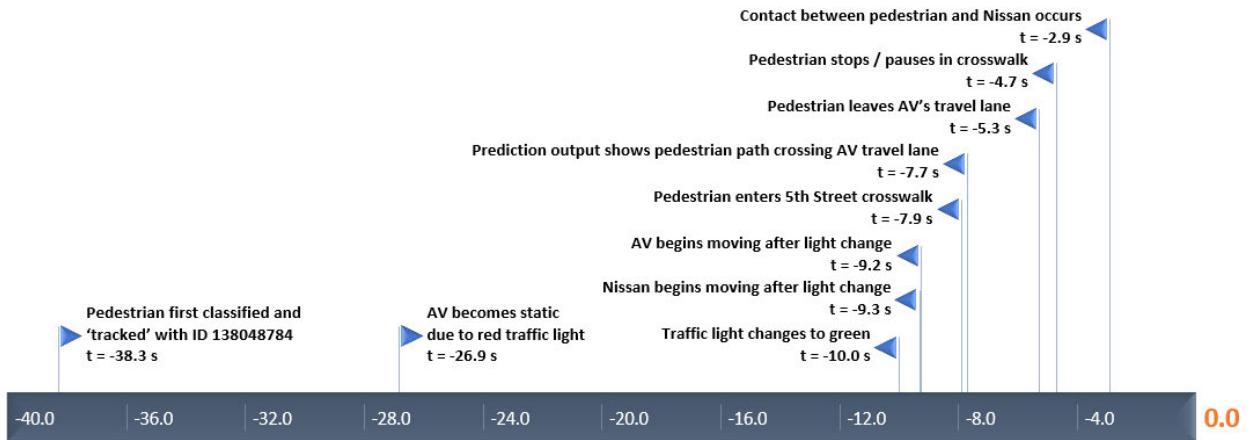 Contact between pedestrian and Nissan occurs
t = -2.9 s
Pedestrian stops / pauses in crosswalk
t = -4.7 s
Pedestrian leaves AV's travel lane
t = -5.3 s
Prediction output shows pedestrian path crossing AV travel lane
t = -7.7 s
Pedestrian enters 5th Street crosswalk
t = -7.9 s
AV begins moving after light change
t = -9.2 s
Nissan begins moving after light change
t = -9.3 s
Traffic light changes to green
t = -10.0 s
Pedestrian first classified and
'tracked' with ID 138048784
t = -38.3 s
AV becomes static
due to red traffic light
t = -26.9 s
-40.0 -36.0 -32.0 -28.0 -24.0 -20.0 -16.0 -12.0 -8.0 -4.0 0.0